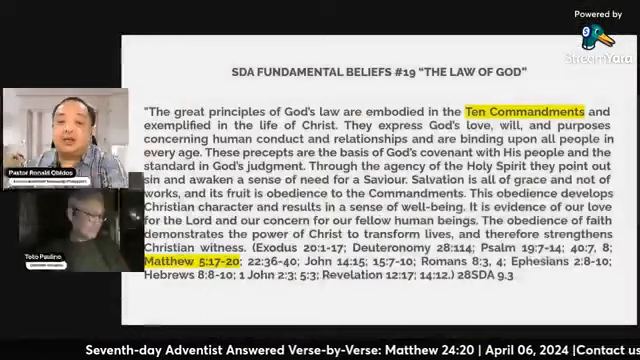 Powered by
StreamYard
SDA FUNDAMENTAL BELIEFS #19 "THE LAW OF GOD"
"The great principles of God's law are embodied in the Ten Commandments and
exemplified in the life of Christ. They express God's love, will, and purposes
concerning human conduct and relationships and are binding upon all people in
every age. These precepts are the basis of God's covenant with His people and the
standard in God's judgment. Through the agency of the Holy Spirit they point out
sin and awaken a sense of need for a Saviour. Salvation is all of grace and not of
works, and its fruit is obedience to the Commandments. This obedience develops
Christian character and results in a sense of well-being. It is evidence of our love
for the Lord and our concern for our fellow human beings. The obedience of faith
demonstrates the power of Christ to transform lives, and therefore strengthens
Christian witness. (Exodus 20:1-17; Deuteronomy 28:114; Psalm 19:7-14; 40:7, 8;
Matthew 5:17-20; 22:36-40; John 14:15; 15:7-10; Romans 8:3, 4; Ephesians 2:8-10;
Hebrews 8:8-10; 1 John 2:3; 5:3; Revelation 12:17; 14:12.) 28SDA 9.3
Pastor Ronald Obidos
Toto Paulino
Seventh-day Adventist Answered Verse-by-Verse: Matthew 24:20 | April 06, 2024 |Contact us